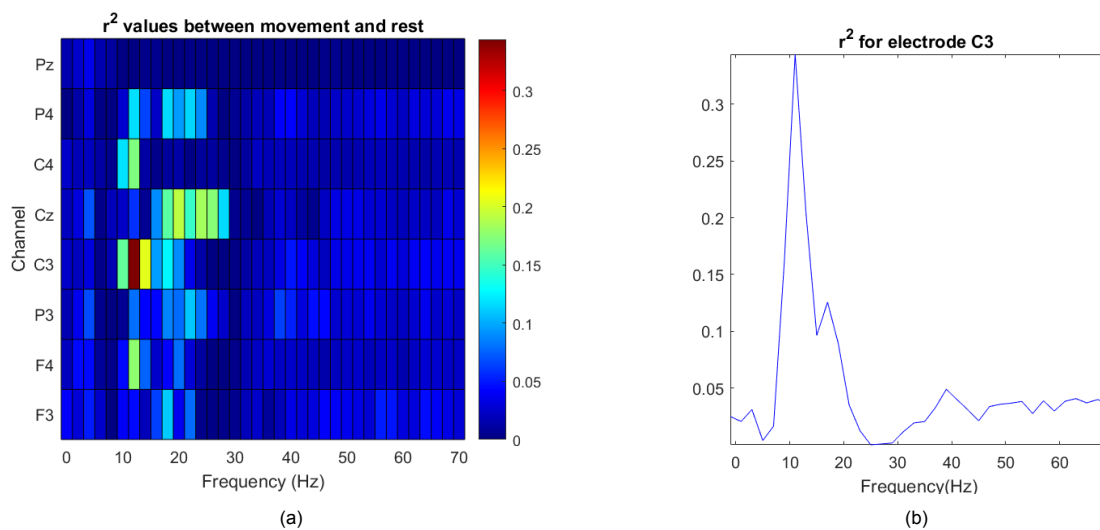 r² values between movement and rest
Channel
Pz
P4
C4
Cz
C3
P3
F4
F3
0 10 20 30 40 50 60 70
Frequency (Hz)
0.3
0.25
0.2
0.15
0.1
0.05
0
(a)
r² for electrode C3
0.3
0.25
0.2
0.15
0.1
0.05
0 10 20 30 40 50 60
Frequency(Hz)
(b)